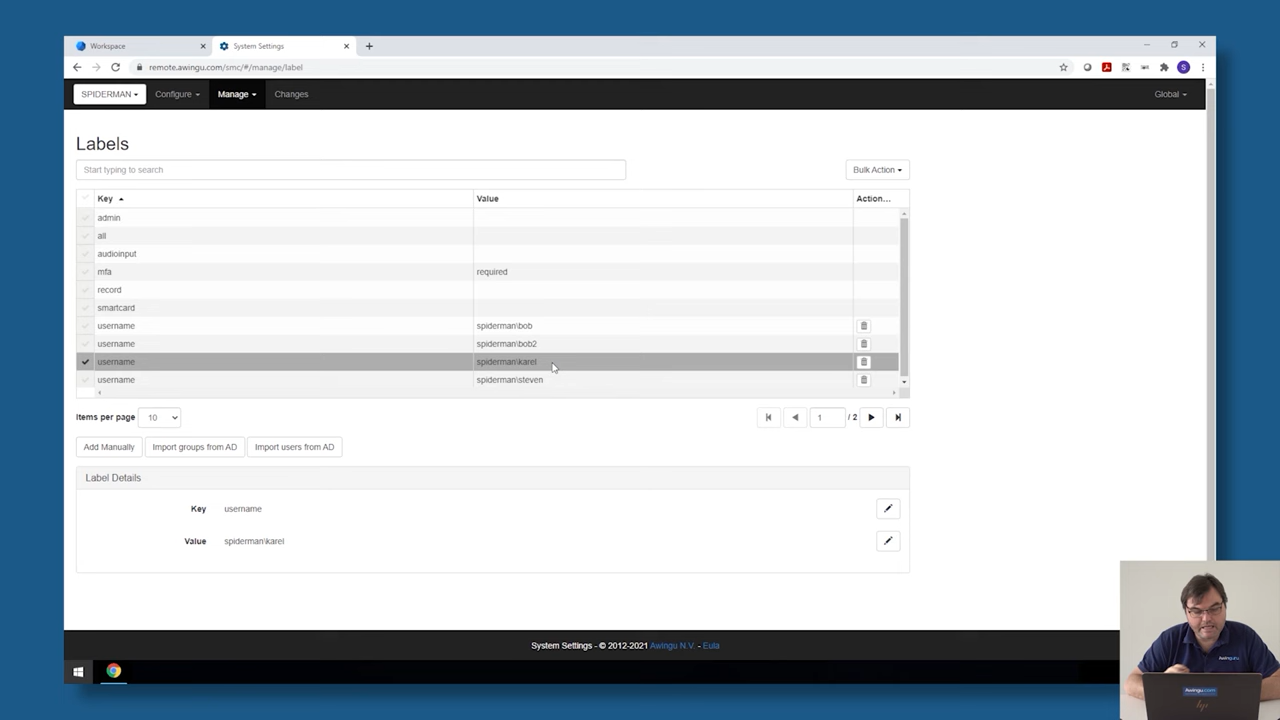 Workspace
System Settings
remote.awingu.com/smc/#/manage/label
SPIDERMAN
Configure
Manage
Changes
Global
Labels
Start typing to search
Bulk Action
Key
Value
Action...
admin
all
audioinput
mfa required
record
smartcard
username spiderman\bob
username spiderman\bob2
username spiderman\karel
username spiderman\steven
Items per page 10
1 / 2
Add Manually
Import groups from AD
Import users from AD
Label Details
Key username
Value spiderman\karel
System Settings - © 2012-2021 Awingu N.V. - Eula
S
Awingu.com
hp